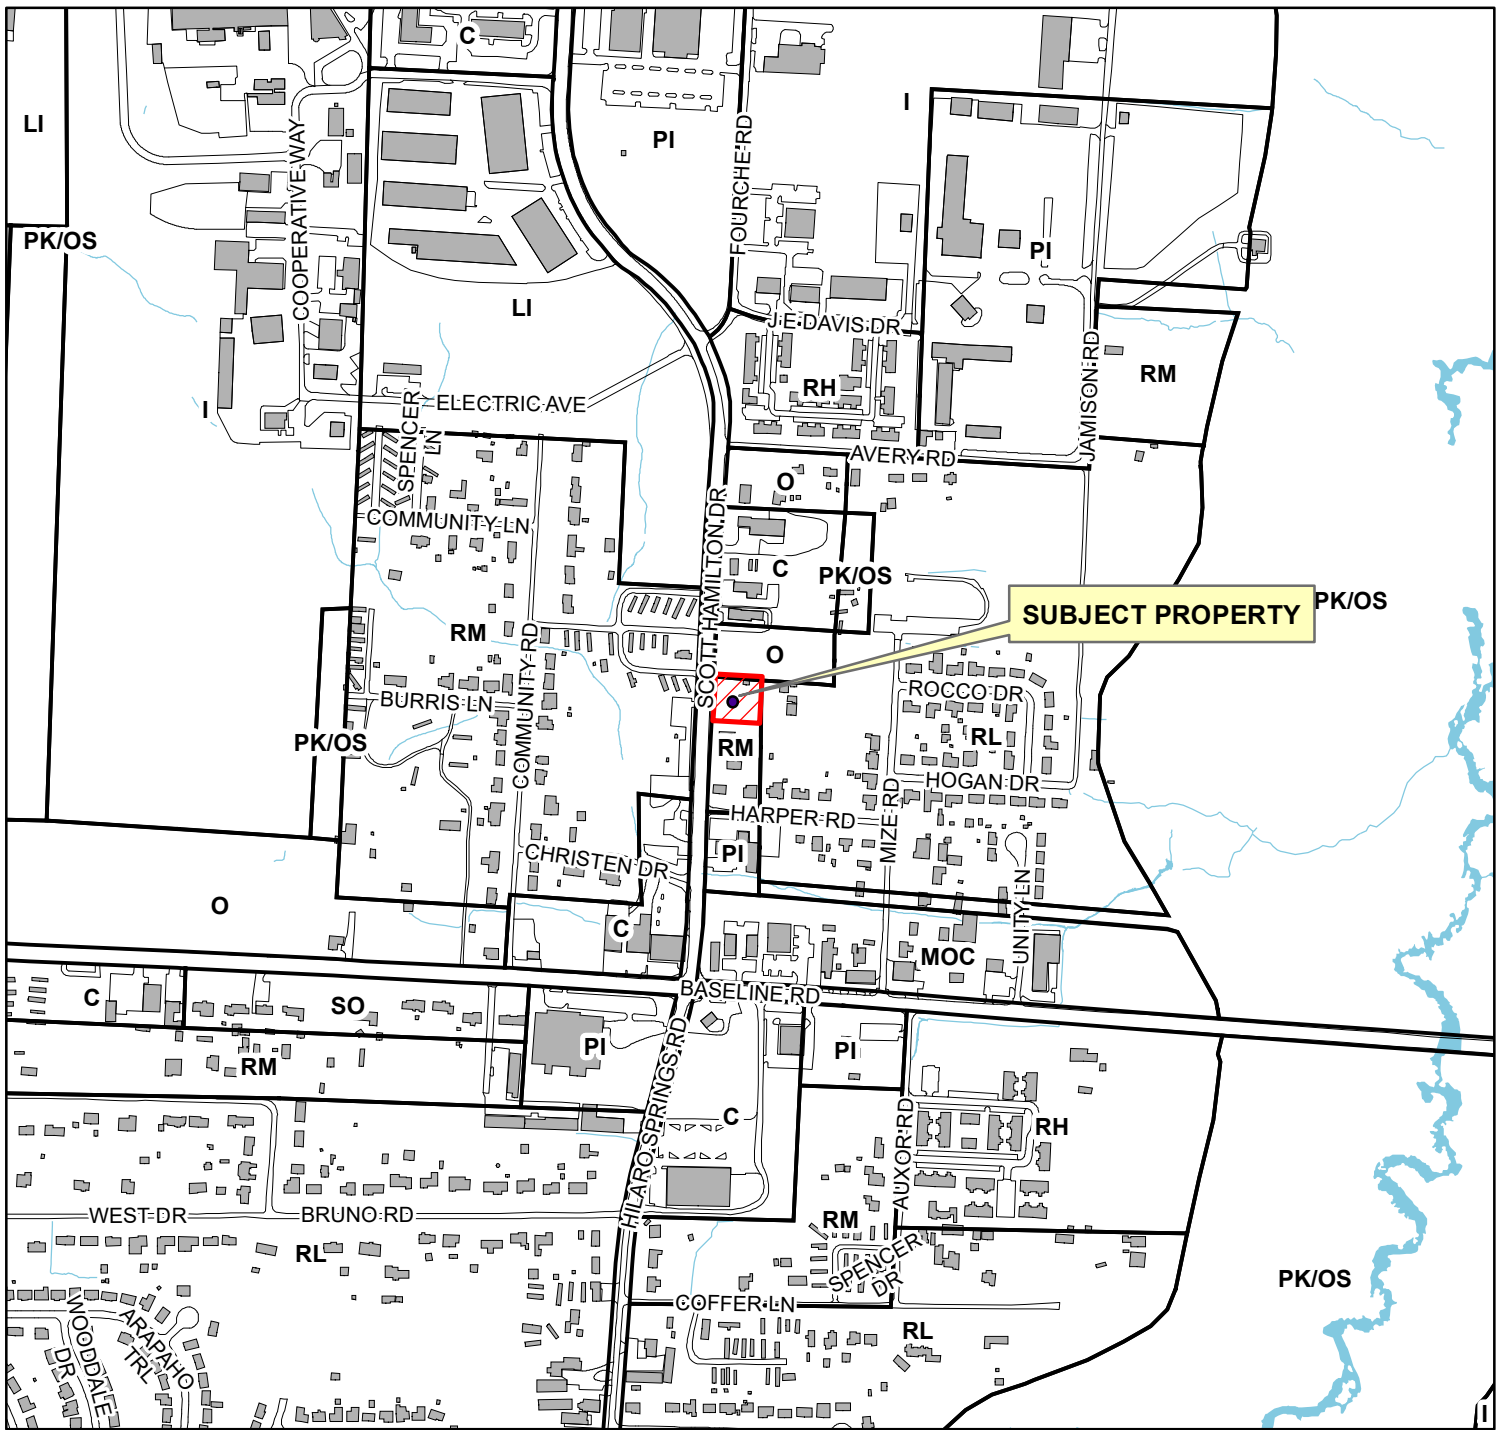 C
LI
PI
I
FOURCHE RD
COOPERATIVE WAY
PK/OS
PI
LI
J E DAVIS DR
JAMISON RD
RM
RH
I
ELECTRIC AVE
SPENCER
LN
AVERY RD
O
SCOTT HAMILTON DR
COMMUNITY LN
C
PK/OS
SUBJECT PROPERTY
PK/OS
RM
COMMUNITY RD
O
ROCCO DR
BURRIS LN
PK/OS
RM
RL
HOGAN DR
MIZE RD
HARPER RD
CHRISTEN DR
PI
UNITY LN
O
C
MOC
BASELINE RD
C
SO
PI
PI
RM
HILARO SPRINGS RD
C
RH
AUXOR RD
WEST DR
BRUNO RD
RM
RL
SPENCER
DR
PK/OS
COFFER LN
RL
WOODDALE
DR
ARAPAHO
TRL
I